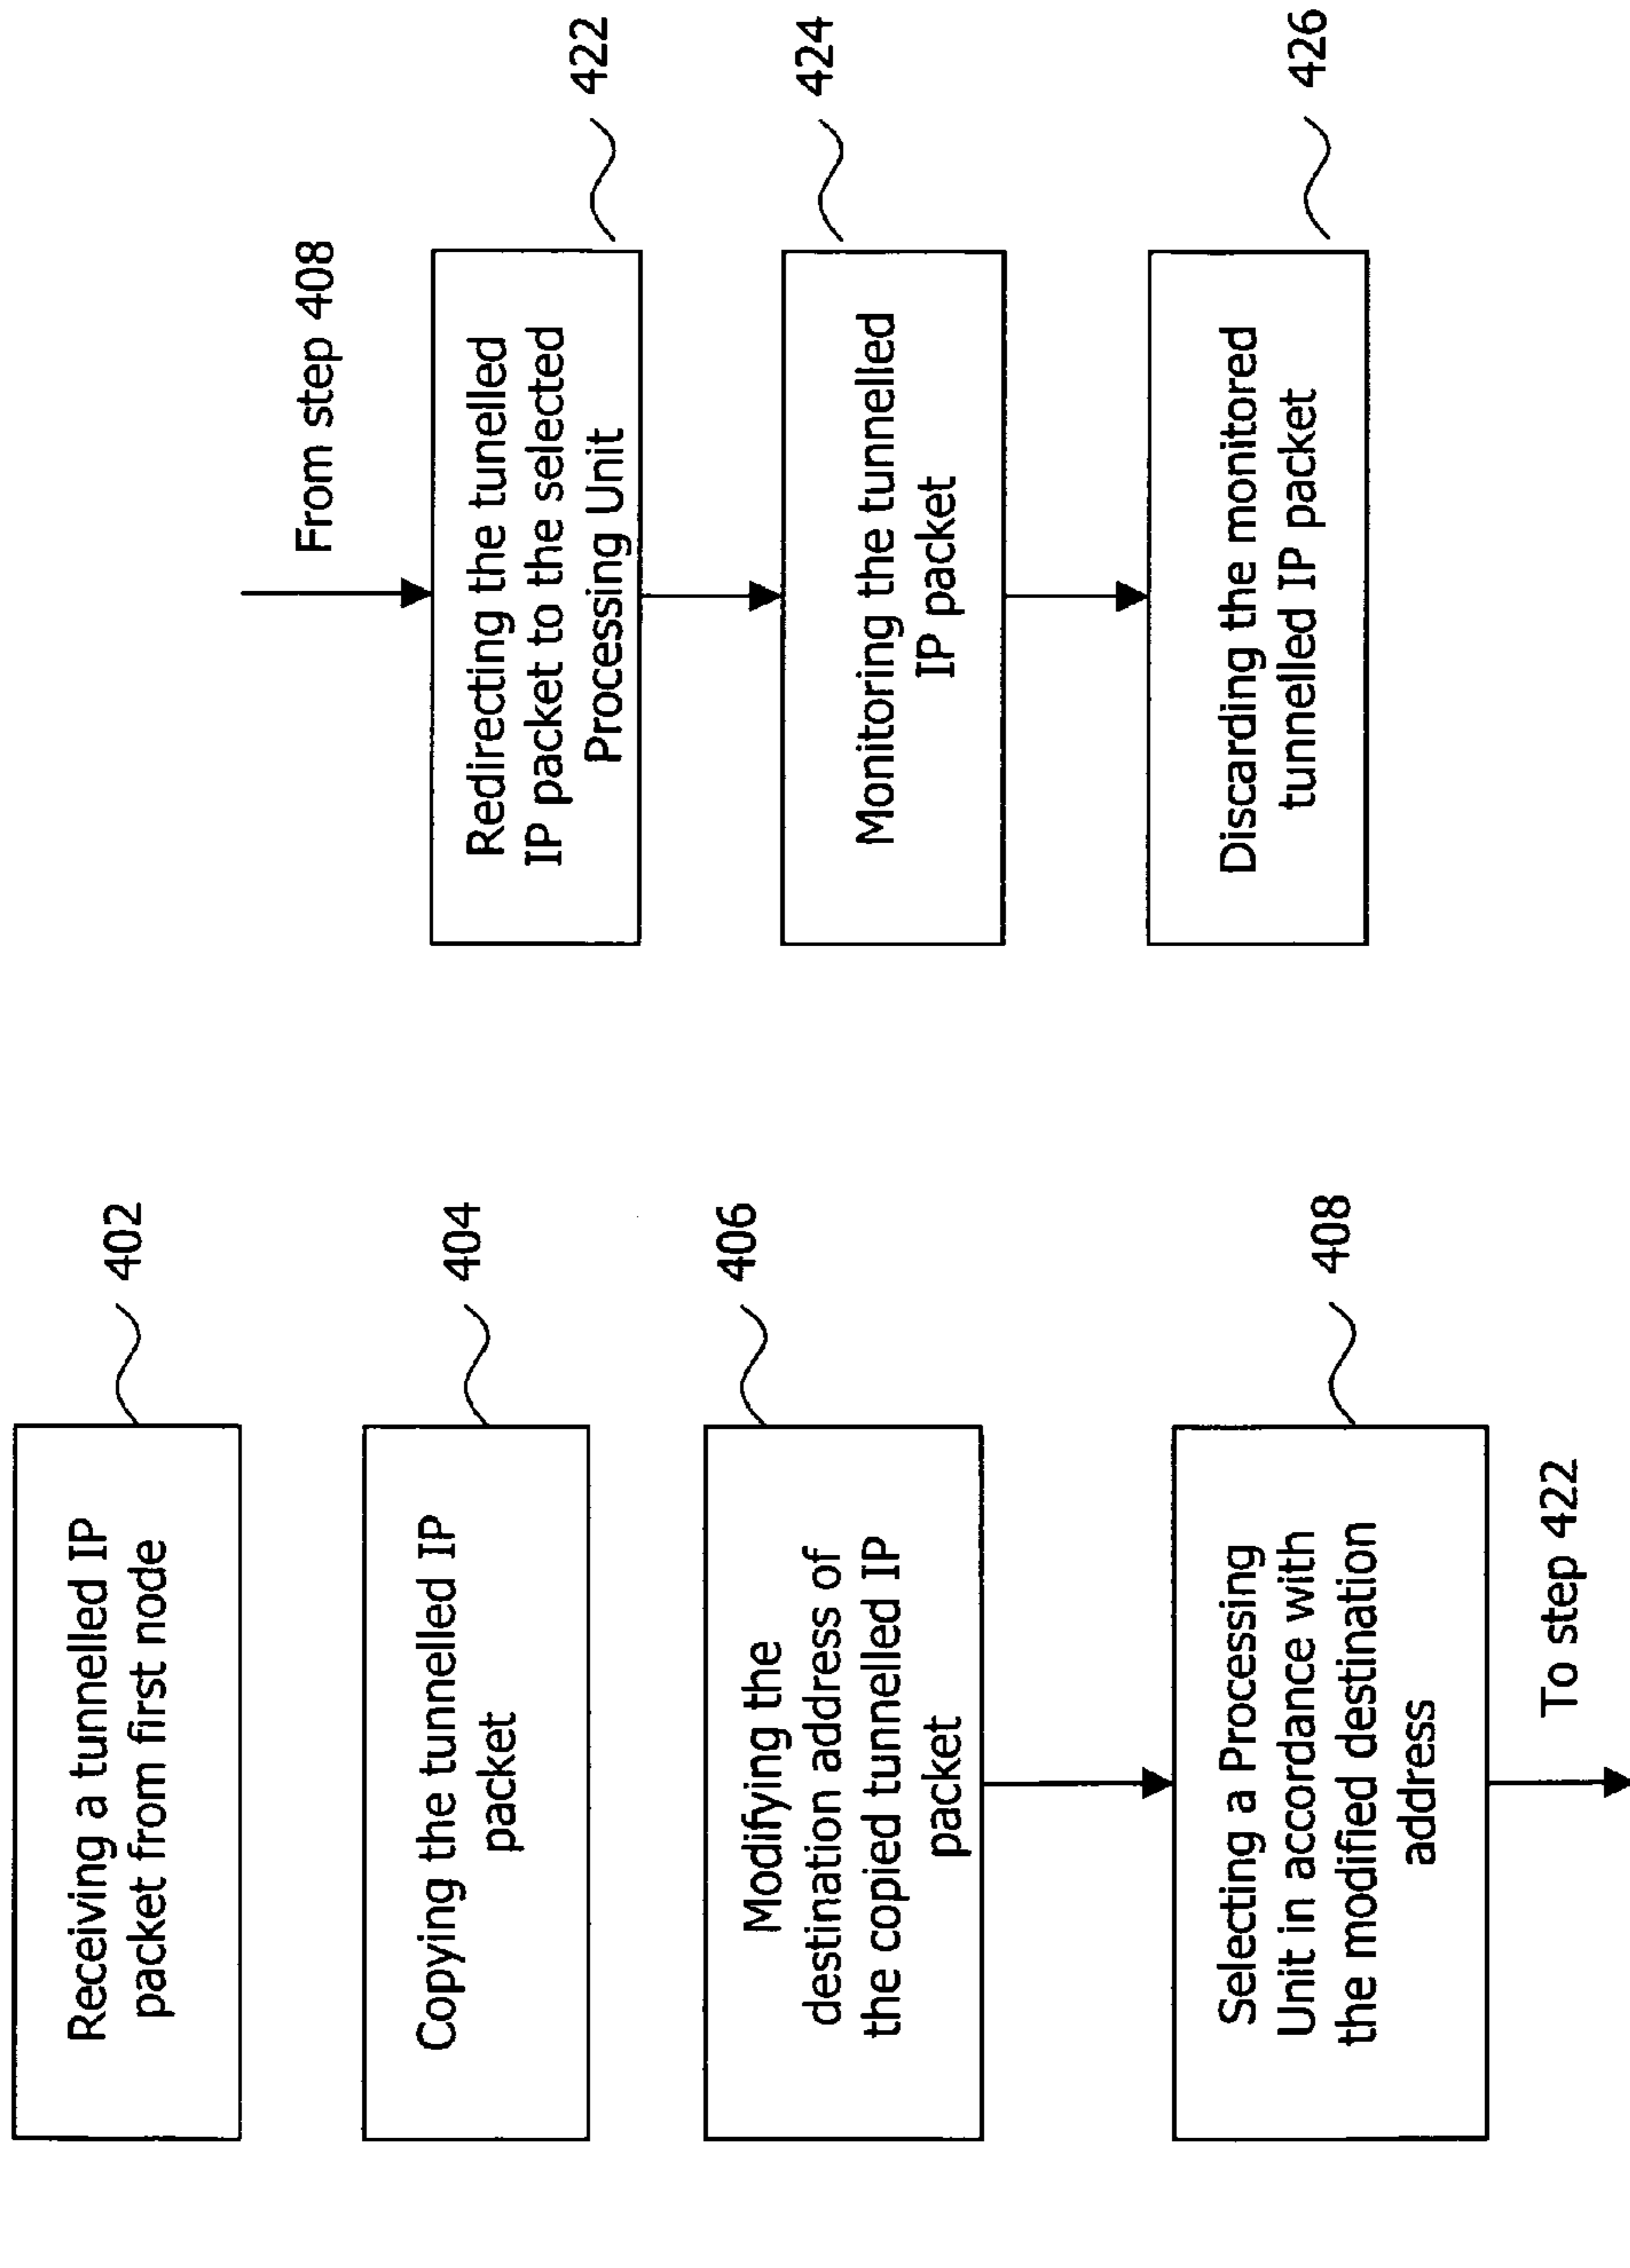 Receiving a tunnelled IP
packet from first node
402
Copying the tunnelled IP
packet
404
Modifying the
destination address of
the copied tunnelled IP
packet
406
Selecting a Processing
Unit in accordance with
the modified destination
address
408
To step 422
From step 408
Redirecting the tunelled
IP packet to the selected
Processing Unit
422
Monitoring the tunnelled
IP packet
424
Discarding the monitored
tunnelled IP packet
426